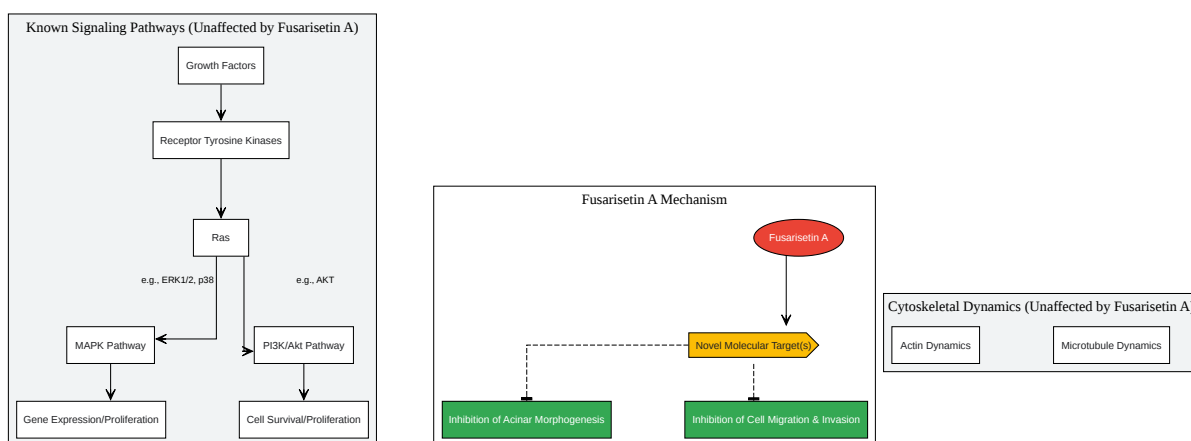 Known Signaling Pathways (Unaffected by Fusarisetin A)
Growth Factors
Receptor Tyrosine Kinases
Ras
e.g., ERK1/2, p38
e.g., AKT
MAPK Pathway
PI3K/Akt Pathway
Gene Expression/Proliferation
Cell Survival/Proliferation
Fusarisetin A Mechanism
Fusarisetin A
Novel Molecular Target(s)
Inhibition of Acinar Morphogenesis
Inhibition of Cell Migration & Invasion
Cytoskeletal Dynamics (Unaffected by Fusarisetin A)
Actin Dynamics
Microtubule Dynamics